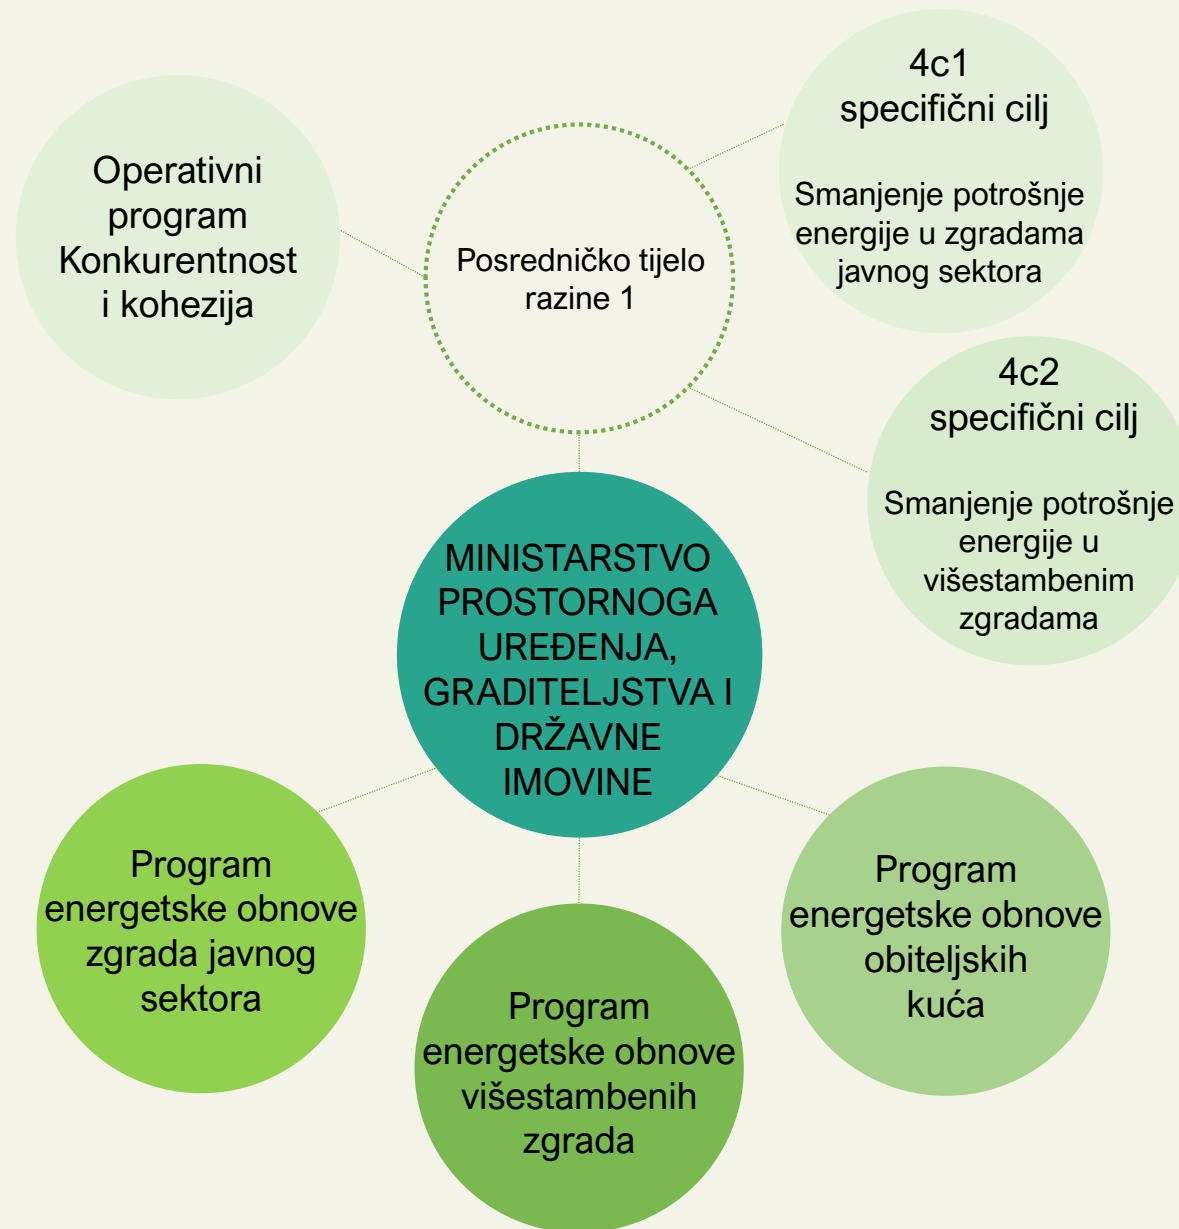 Operativni
program
Konkurentnost
i kohezija
Posredničko tijelo
razine 1
4c1
specifični cilj
Smanjenje potrošnje
energije u zgradama
javnog sektora
4c2
specifični cilj
Smanjenje potrošnje
energije u
višestambenim
zgradama
MINISTARSTVO
PROSTORNOGA
UREĐENJA,
GRADITELJSTVA I
DRŽAVNE
IMOVINE
Program
energetske obnove
zgrada javnog
sektora
Program
energetske obnove
višestambenih
zgrada
Program
energetske obnove
obiteljskih
kuća